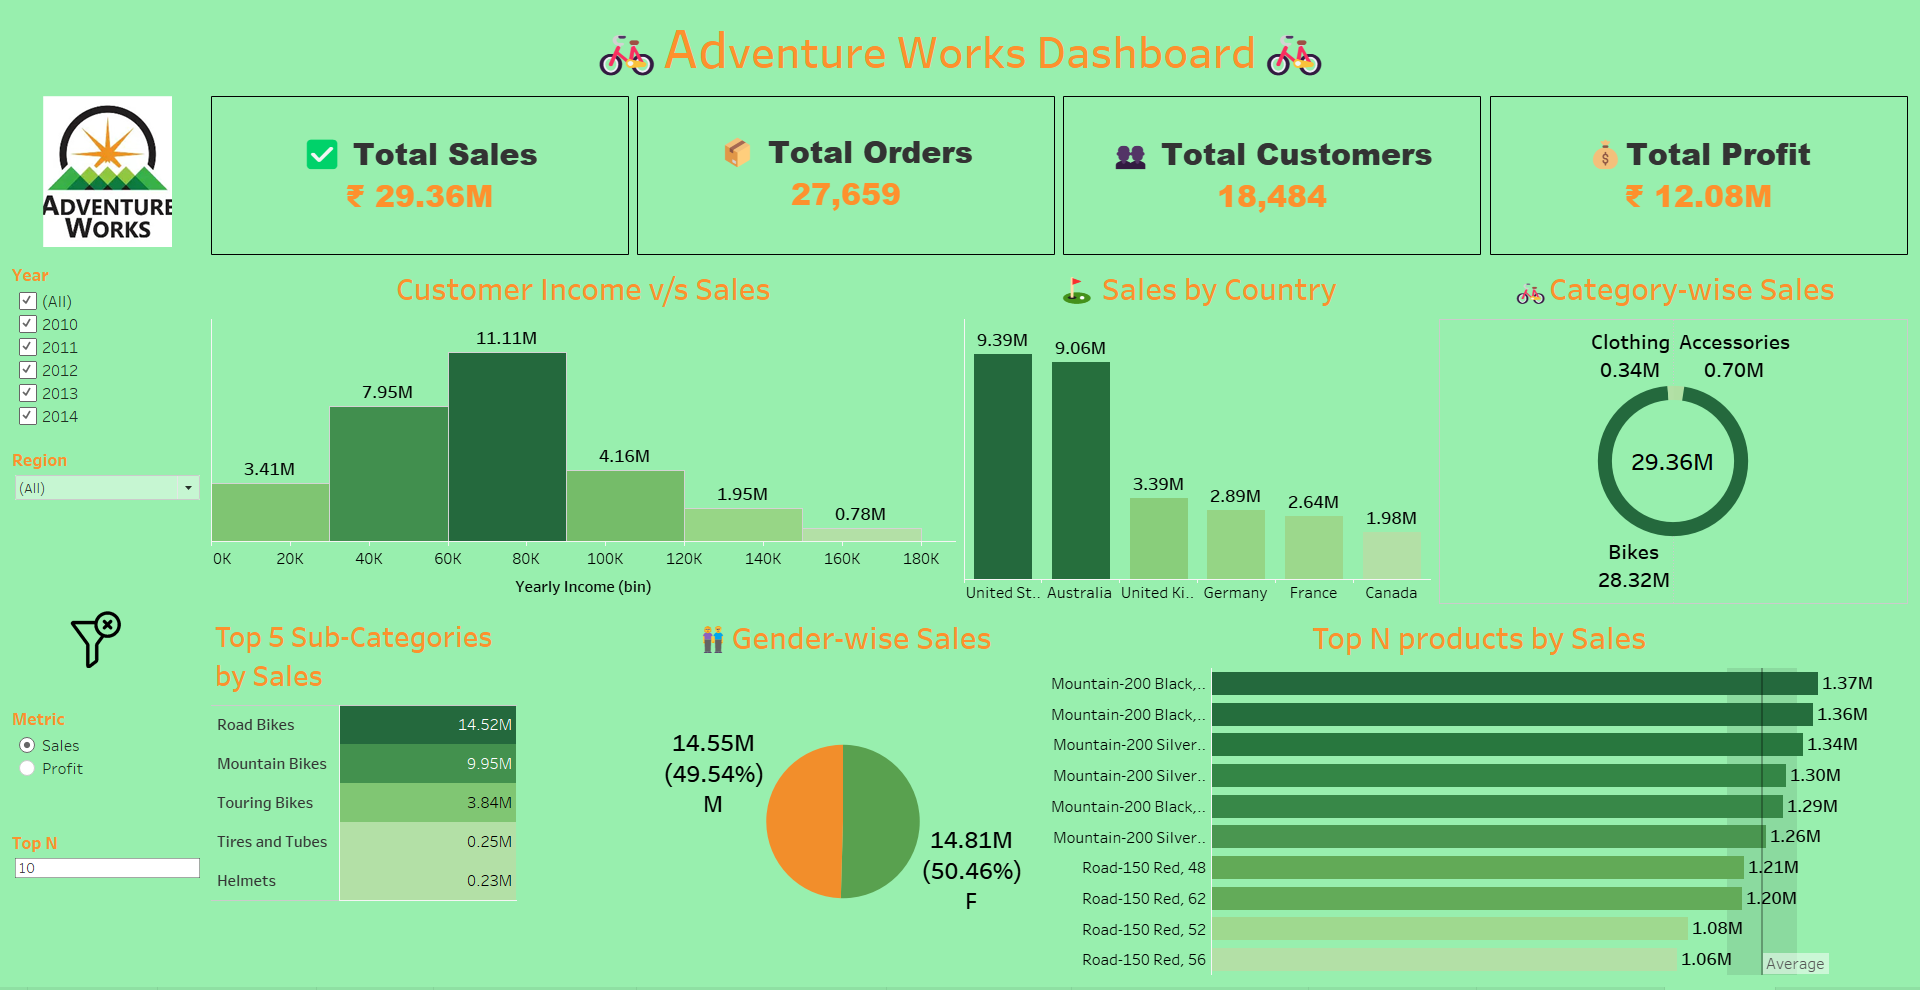 Adventure Works Dashboard
ADVENTURE
WORKS
Total Sales
₹ 29.36M
Total Orders
27,659
Total Customers
18,484
Total Profit
₹ 12.08M
Year
(All)
2010
2011
2012
2013
2014
Region
(All)
Customer Income v/s Sales
3.41M
7.95M
11.11M
4.16M
1.95M
0.78M
0K 20K 40K 60K 80K 100K 120K 140K 160K 180K
Yearly Income (bin)
Sales by Country
9.39M
9.06M
3.39M
2.89M
2.64M
1.98M
United St.. Australia United Ki.. Germany France Canada
Category-wise Sales
Clothing Accessories
0.34M 0.70M
29.36M
Bikes
28.32M
Metric
Sales
Profit
Top N
10
Top 5 Sub-Categories
by Sales
Road Bikes 14.52M
Mountain Bikes 9.95M
Touring Bikes 3.84M
Tires and Tubes 0.25M
Helmets 0.23M
Gender-wise Sales
14.55M
(49.54%)
M
14.81M
(50.46%)
F
Top N products by Sales
Mountain-200 Black,.. 1.37M
Mountain-200 Black,.. 1.36M
Mountain-200 Silver.. 1.34M
Mountain-200 Silver.. 1.30M
Mountain-200 Black,.. 1.29M
Mountain-200 Silver.. 1.26M
Road-150 Red, 48 1.21M
Road-150 Red, 62 1.20M
Road-150 Red, 52 1.08M
Road-150 Red, 56 1.06M
Average